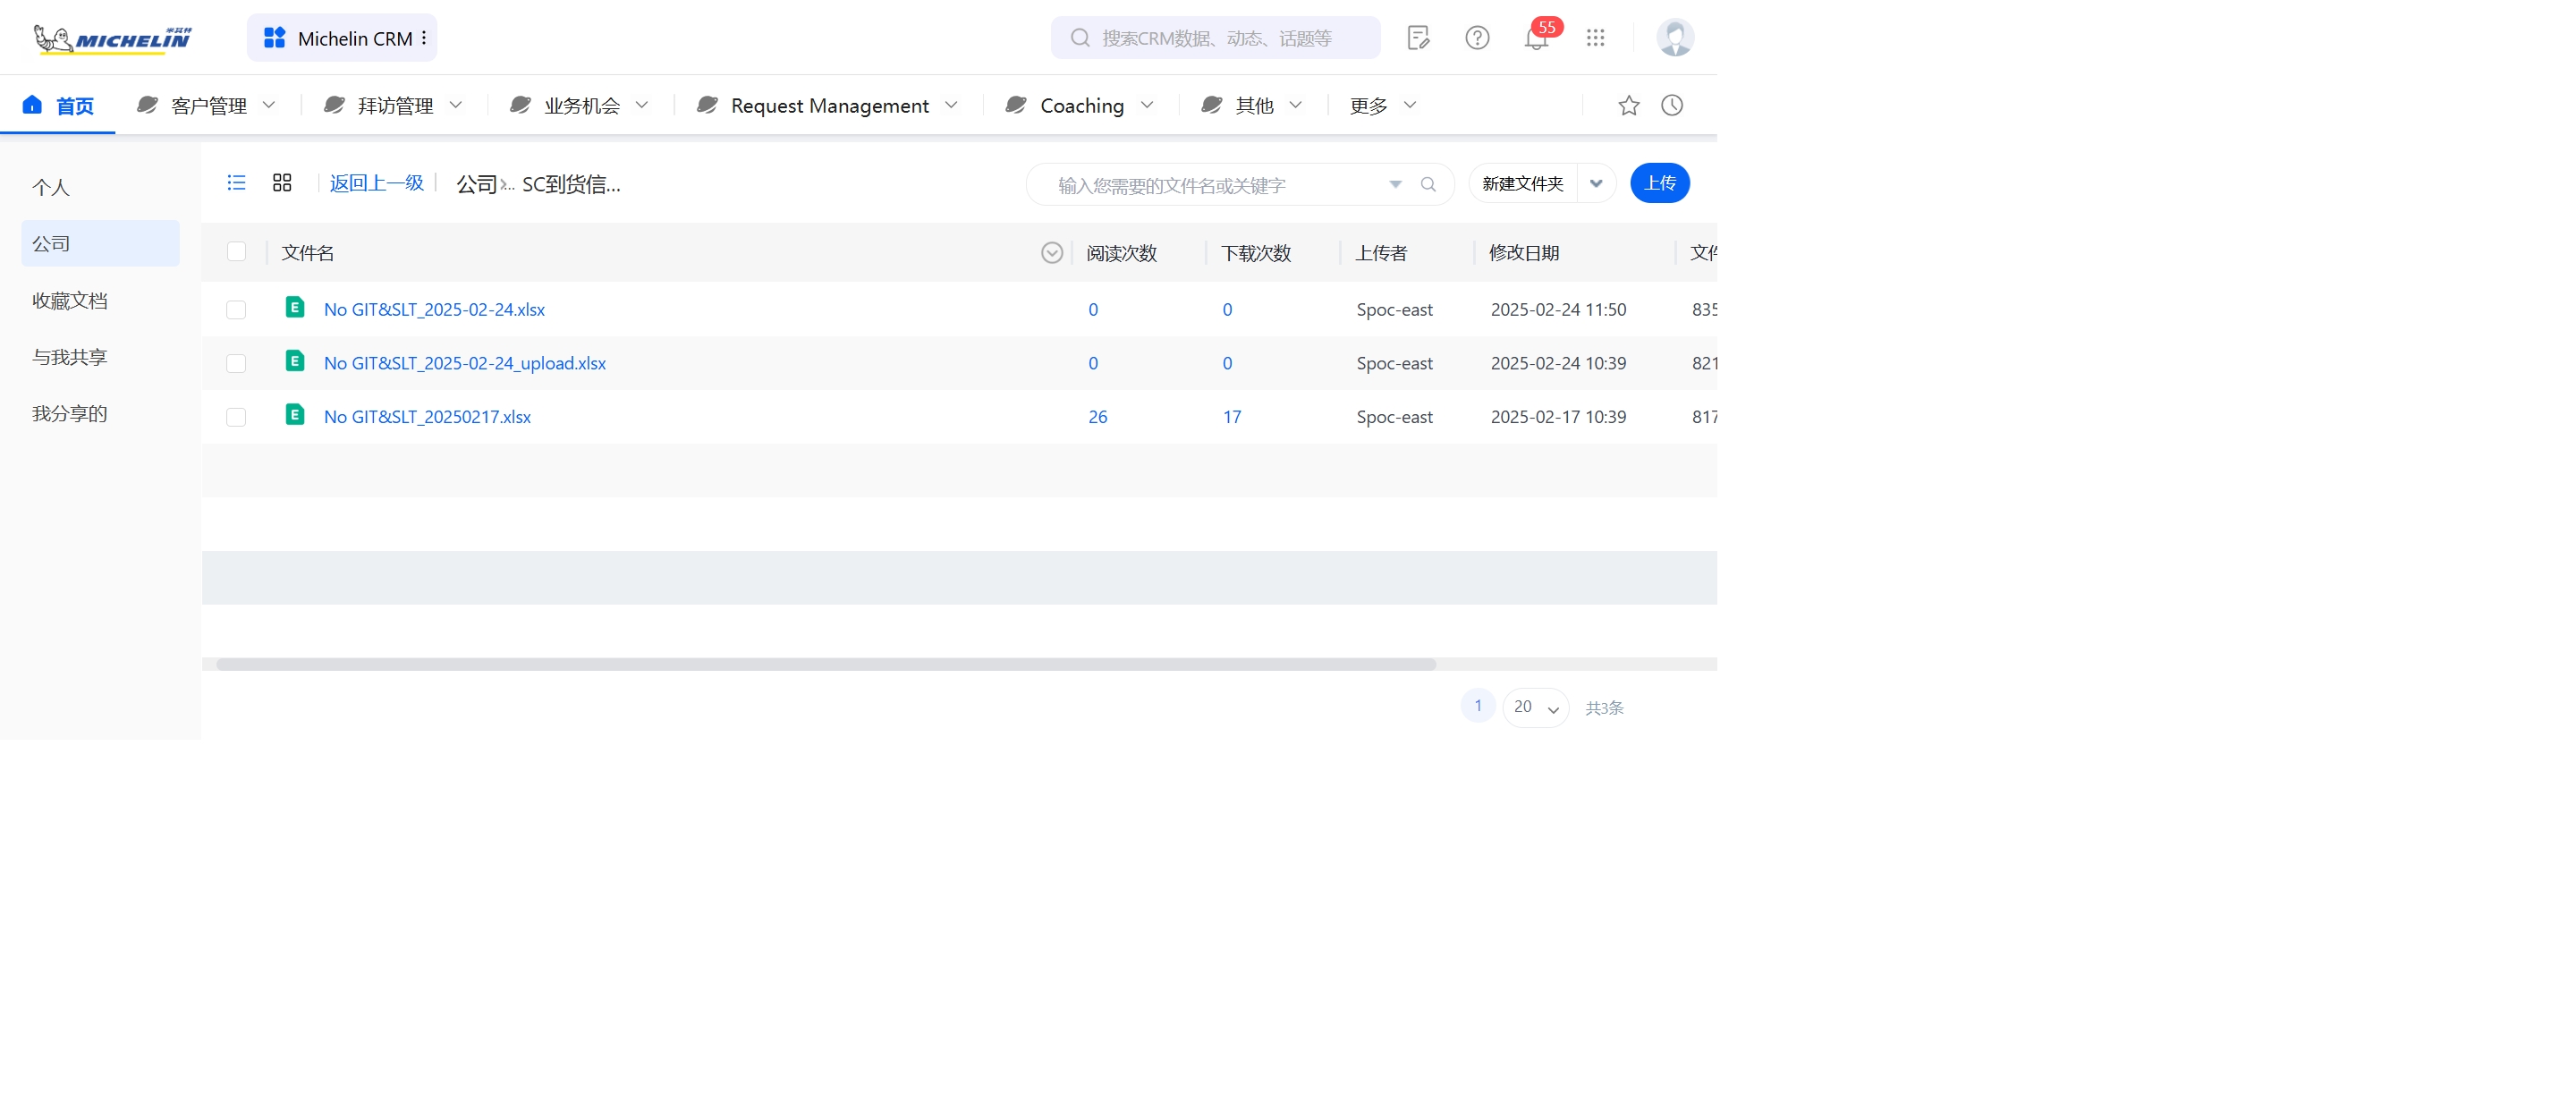 米其林
MICHELIN
Michelin CRM
搜索CRM数据、动态、话题等
55
首页
客户管理
拜访管理
业务机会
Request Management
Coaching
其他
更多
个人
公司
收藏文档
与我共享
我分享的
返回上一级
公司
...
SC到货信...
输入您需要的文件名或关键字
新建文件夹
上传
文件名 阅读次数 下载次数 上传者 修改日期 文件
E No GIT&SLT_2025-02-24.xlsx 0 0 Spoc-east 2025-02-24 11:50 835
E No GIT&SLT_2025-02-24_upload.xlsx 0 0 Spoc-east 2025-02-24 10:39 821
E No GIT&SLT_20250217.xlsx 26 17 Spoc-east 2025-02-17 10:39 817
1 20 共3条